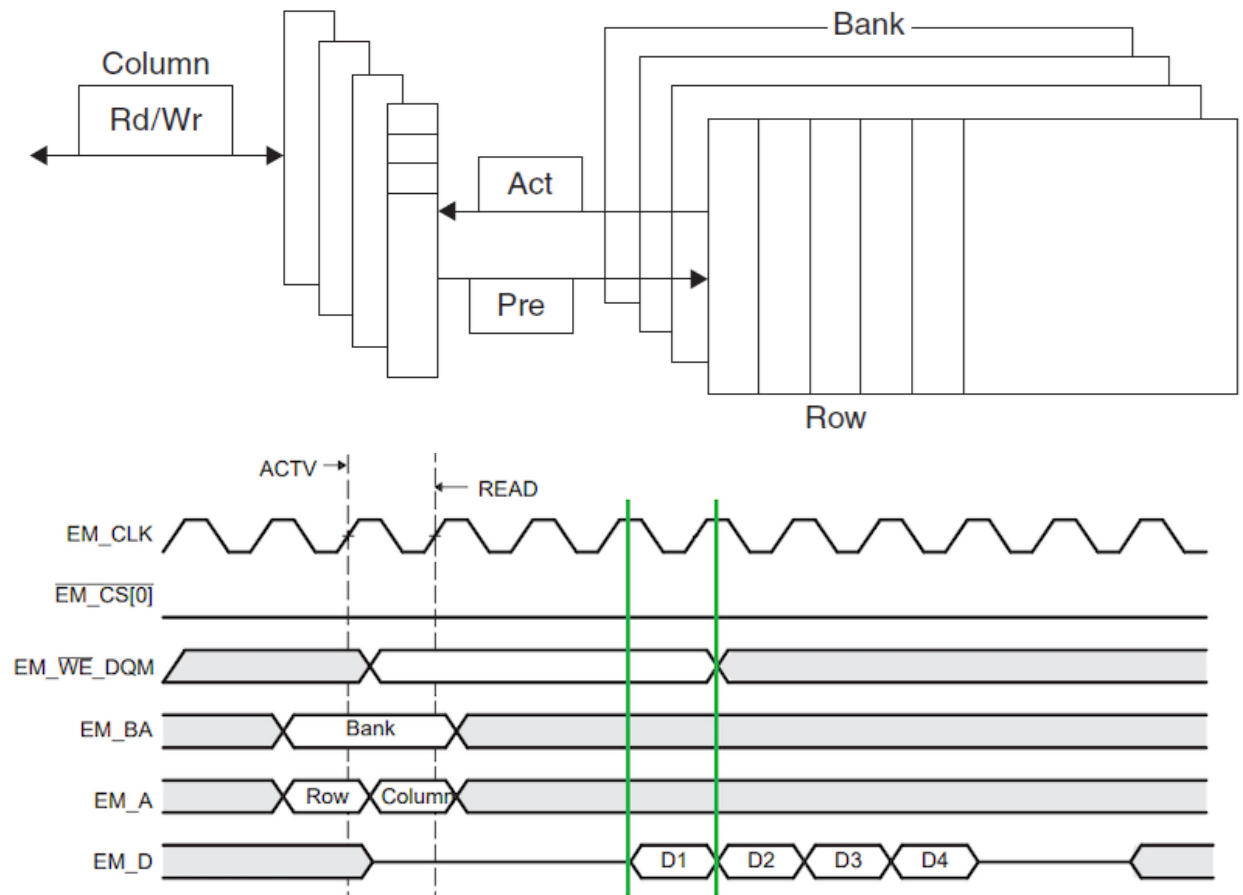 Bank
Column
Rd/Wr
Act
Pre
Row
ACTV
READ
EM_CLK
EM_CS[0]
EM_WE_DQM
EM_BA
Bank
EM_A
Row
Column
EM_D
D1
D2
D3
D4